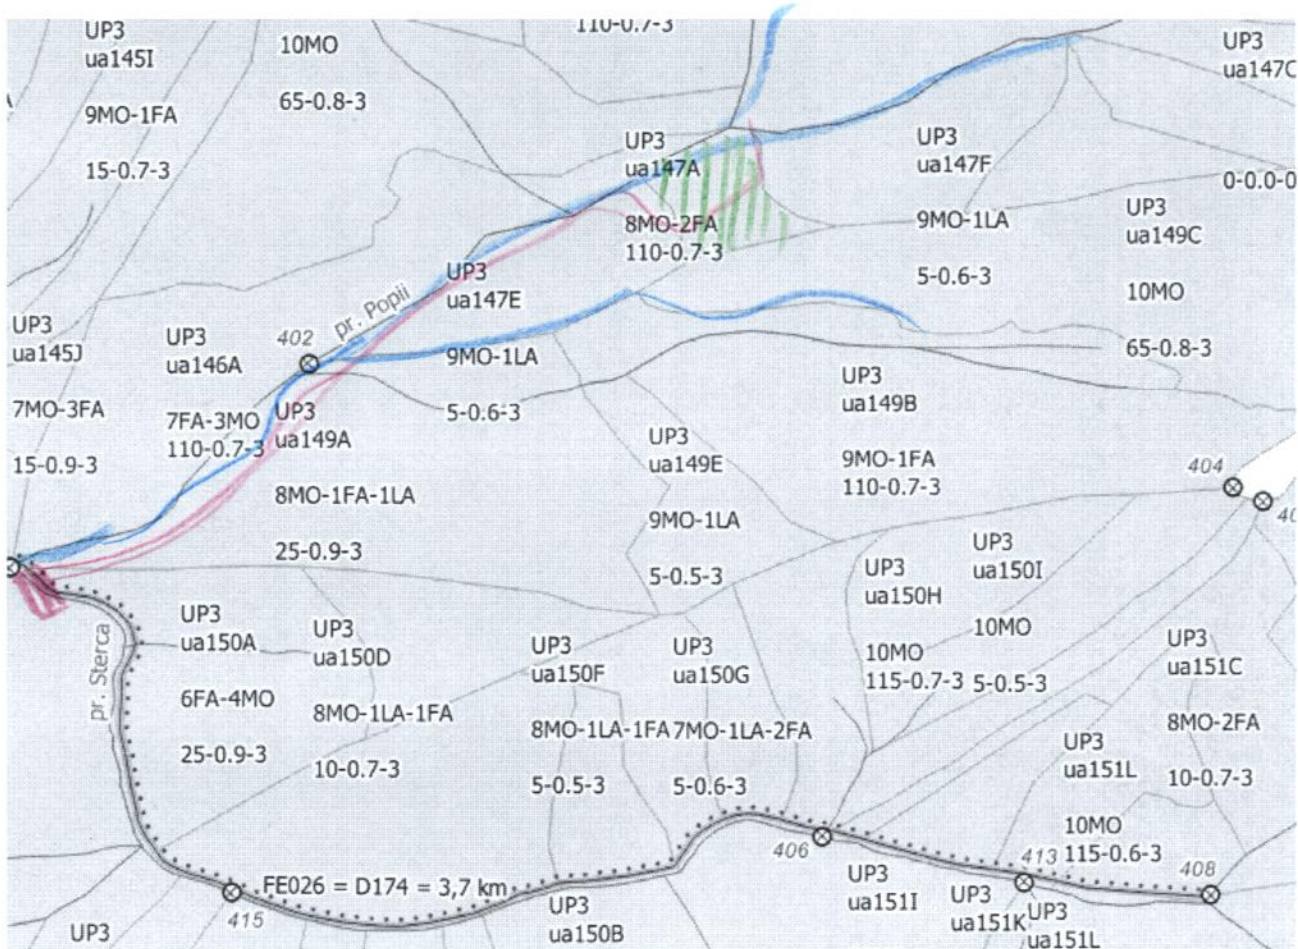 110-0.7-3
UP3
ua145I
9MO-1FA
15-0.7-3
10MO
65-0.8-3
UP3
ua147A
8MO-2FA
110-0.7-3
UP3
ua147F
9MO-1LA
5-0.6-3
UP3
ua147C
0-0.0-0
UP3
ua149C
10MO
65-0.8-3
UP3
ua145J
7MO-3FA
15-0.9-3
UP3
ua146A
7FA-3MO
110-0.7-3
402
pr. Popii
UP3
ua147E
9MO-1LA
5-0.6-3
UP3
ua149A
8MO-1FA-1LA
25-0.9-3
UP3
ua149E
9MO-1LA
5-0.5-3
UP3
ua149B
9MO-1FA
110-0.7-3
404
UP3
ua150H
10MO
115-0.7-3
UP3
ua150I
10MO
5-0.5-3
pr. Sterca
UP3
ua150A
6FA-4MO
25-0.9-3
UP3
ua150D
8MO-1LA-1FA
10-0.7-3
UP3
ua150F
8MO-1LA-1FA
5-0.5-3
UP3
ua150G
7MO-1LA-2FA
5-0.6-3
UP3
ua151C
8MO-2FA
10-0.7-3
UP3
ua151L
10MO
115-0.6-3
406
413
408
415
FE026 = D174 = 3,7 km
UP3
UP3
ua150B
UP3
ua151I
UP3
ua151K
UP3
ua151L